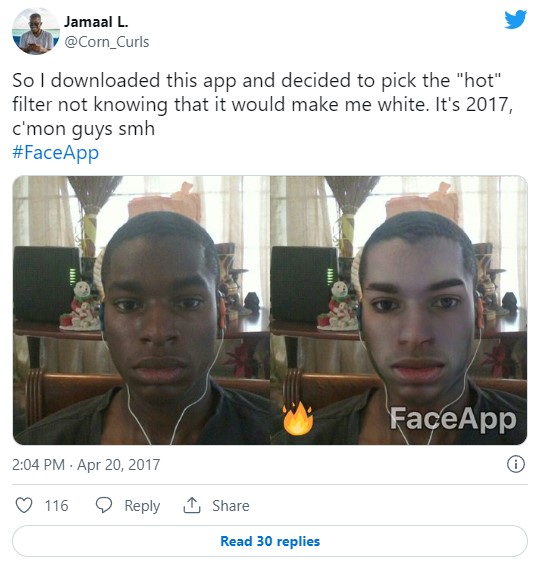 Jamaal L.
@Corn_Curls
So I downloaded this app and decided to pick the "hot"
filter not knowing that it would make me white. It's 2017,
c'mon guys smh
#FaceApp
FaceApp
2:04 PM · Apr 20, 2017
116 Reply Share
Read 30 replies